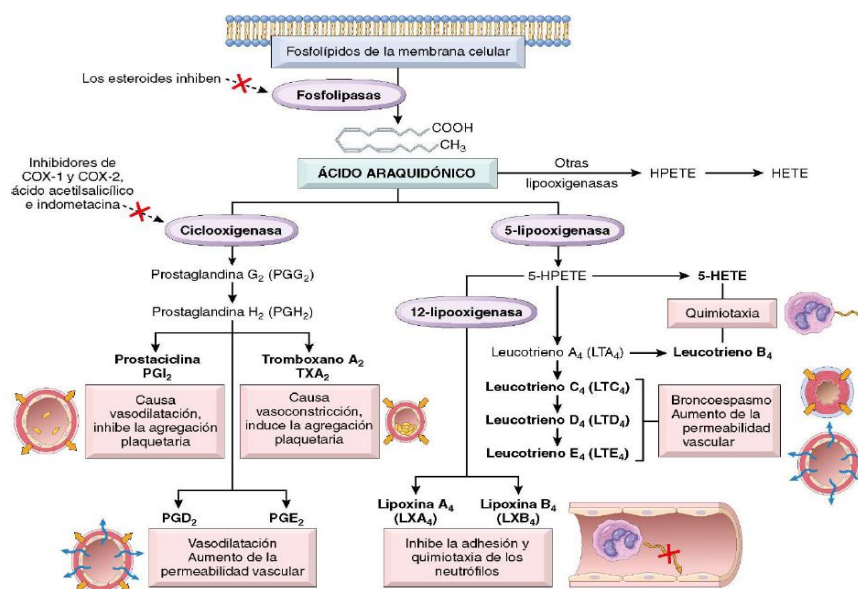 Fosfolípidos de la membrana celular
Los esteroides inhiben
Fosfolipasas
COOH
CH₃
Inhibidores de
COX-1 y COX-2,
ácido acetilsalicílico
e indometacina
ÁCIDO ARAQUIDÓNICO
Otras
lipooxigenasas
HPETE
HETE
Ciclooxigenasa
5-lipooxigenasa
Prostaglandina G₂ (PGG₂)
5-HPETE
5-HETE
Prostaglandina H₂ (PGH₂)
12-lipooxigenasa
Quimiotaxia
Prostaciclina
PGI₂
Tromboxano A₂
TXA₂
Leucotrieno A₄ (LTA₄)
Leucotrieno B₄
Causa
vasodilatación,
inhibe la agregación
plaquetaria
Causa
vasoconstricción,
induce la agregación
plaquetaria
Leucotrieno C₄ (LTC₄)
Leucotrieno D₄ (LTD₄)
Leucotrieno E₄ (LTE₄)
Broncoespasmo
Aumento de la
permeabilidad
vascular
PGD₂
PGE₂
Vasodilatación
Aumento de la
permeabilidad vascular
Lipoxina A₄
(LXA₄)
Lipoxina B₄
(LXB₄)
Inhibe la adhesión y
quimiotaxia de los
neutrófilos